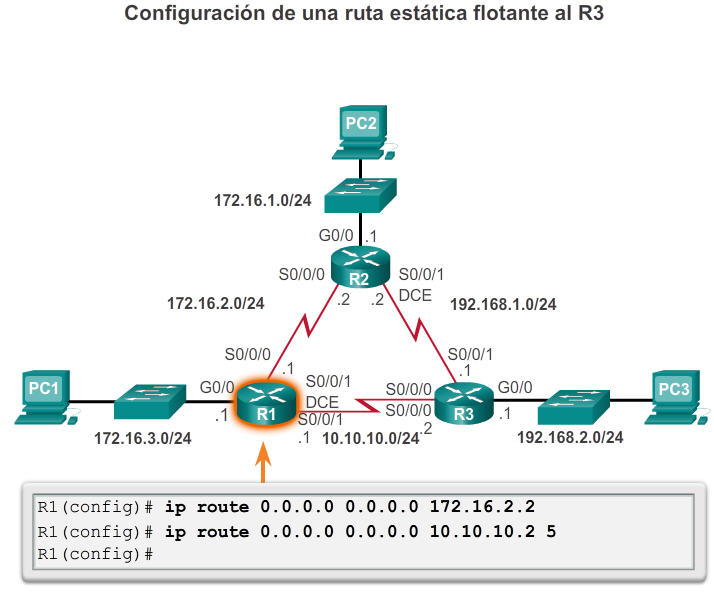 Configuración de una ruta estática flotante al R3
PC2
172.16.1.0/24
G0/0 .1
R2
S0/0/0 S0/0/1
DCE
.2 .2
172.16.2.0/24 192.168.1.0/24
S0/0/0 .1 S0/0/1
.1
PC1 G0/0 S0/0/1
DCE
S0/0/0 G0/0 PC3
R1 R3
.1 S0/0/1 S0/0/0 .1
.1 10.10.10.0/24 .2
172.16.3.0/24 192.168.2.0/24
R1(config)# ip route 0.0.0.0 0.0.0.0 172.16.2.2
R1(config)# ip route 0.0.0.0 0.0.0.0 10.10.10.2 5
R1(config)#